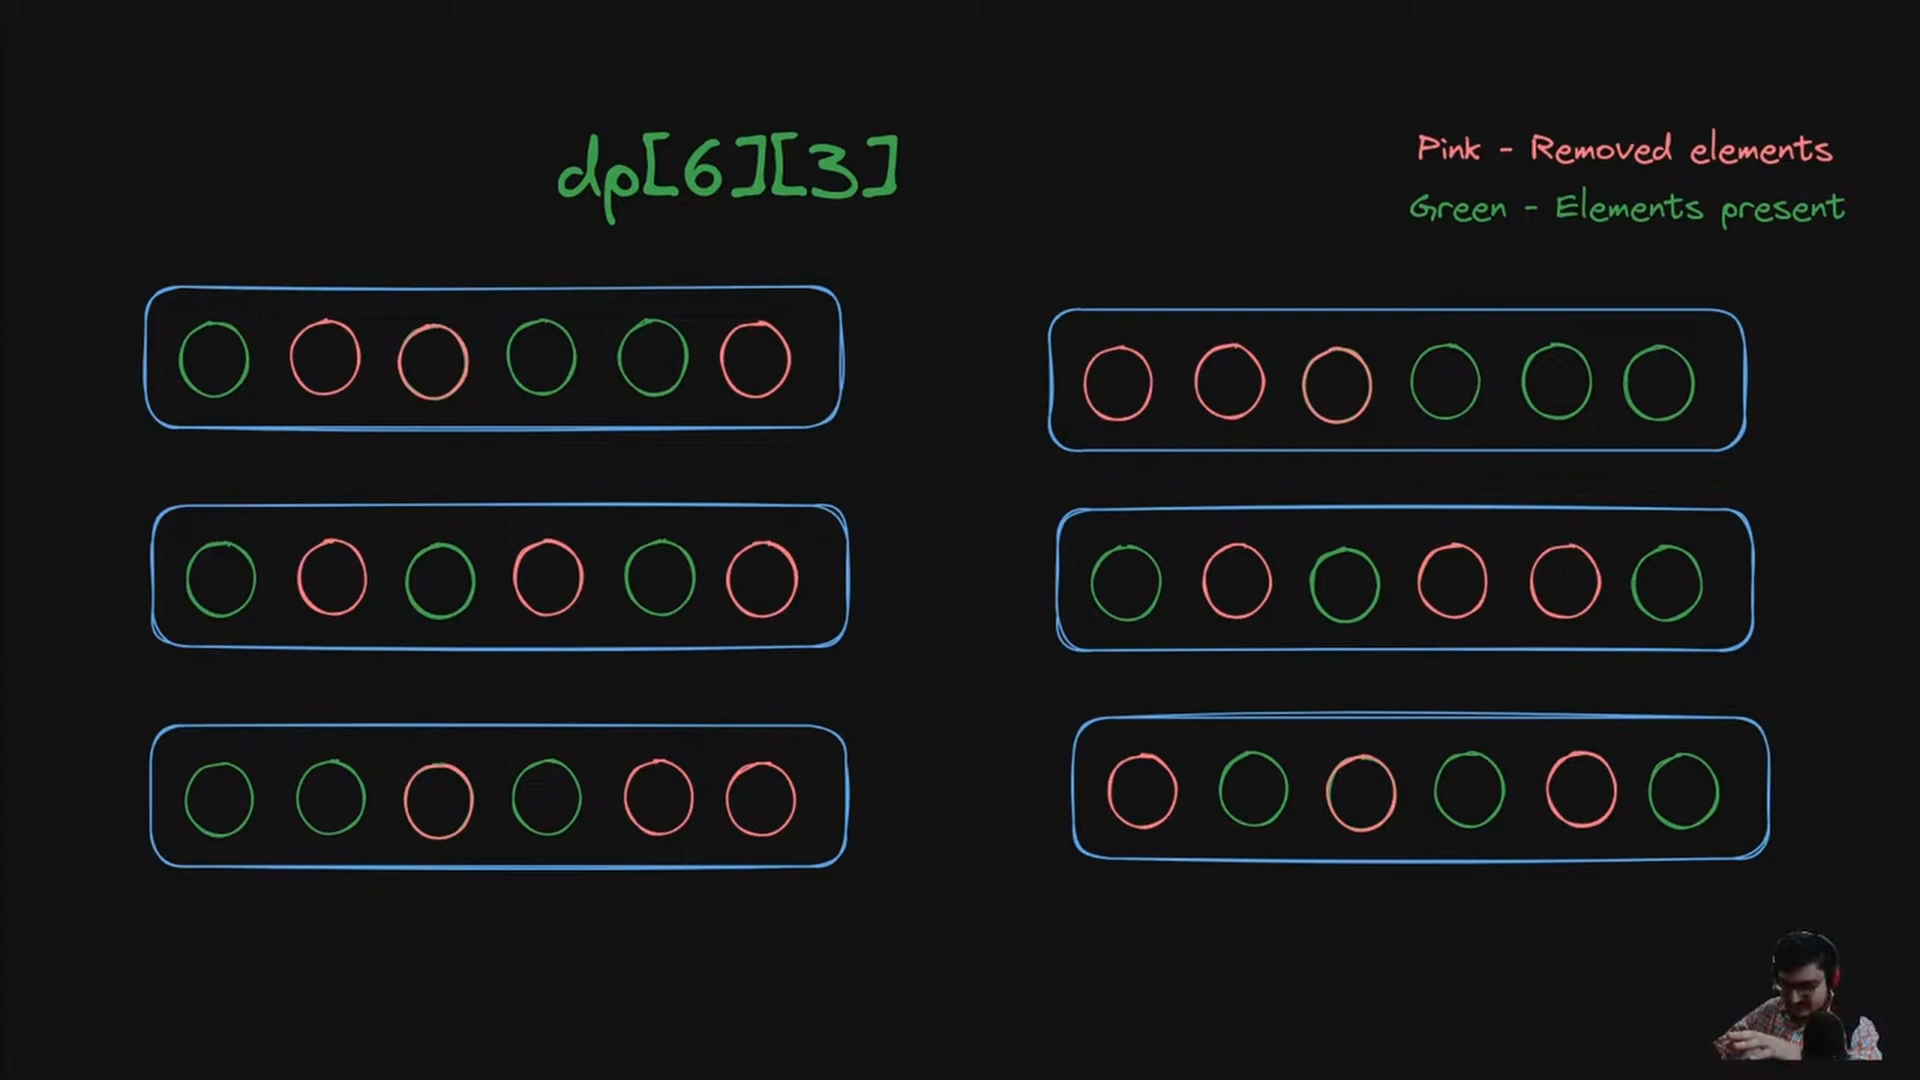 dp[6][3]
Pink - Removed elements
Green - Elements present